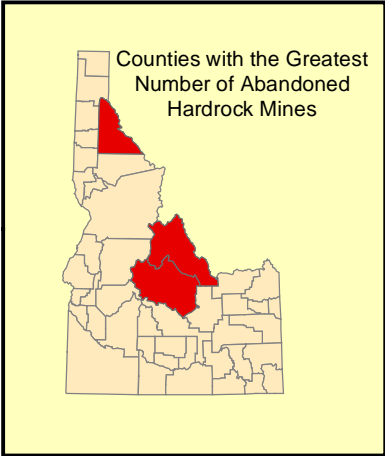 Counties with the Greatest
Number of Abandoned
Hardrock Mines